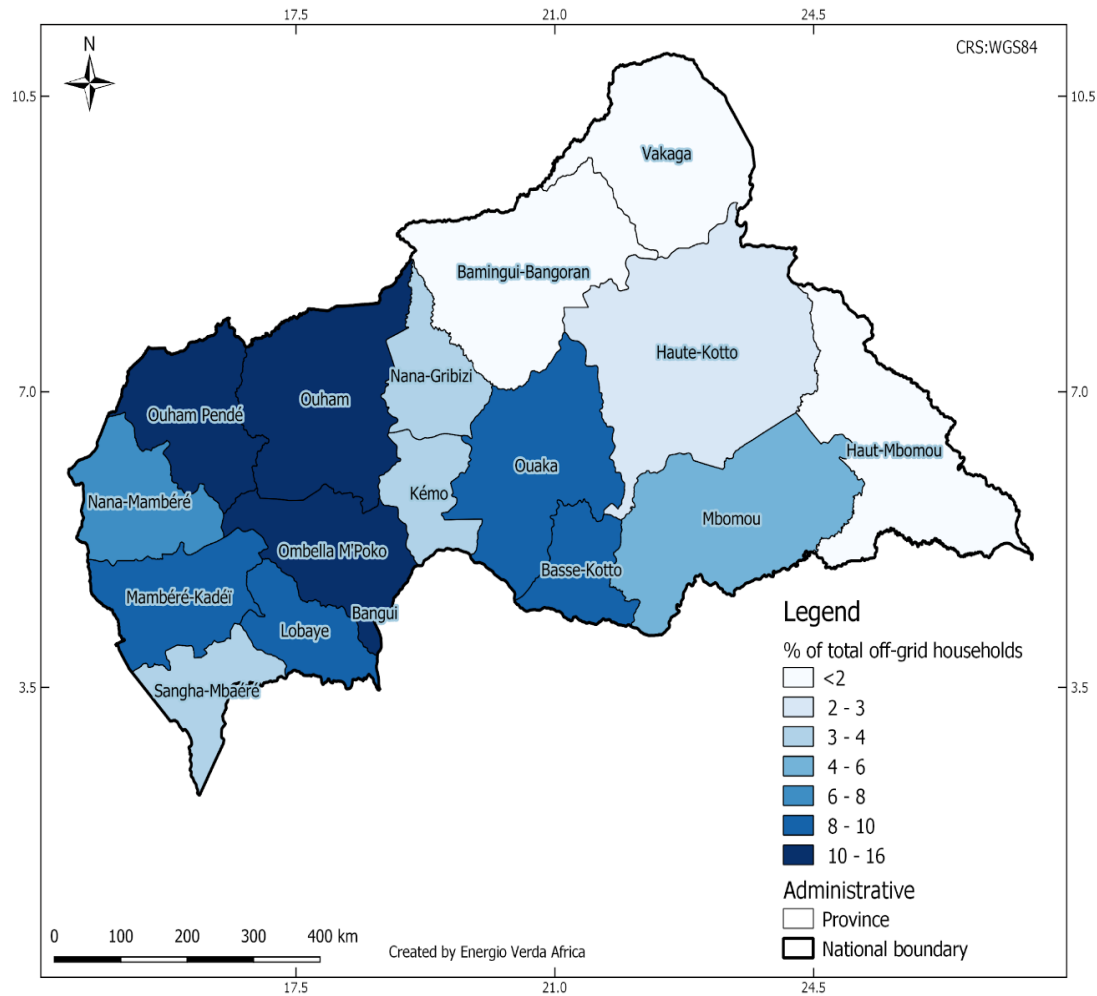 17.5
21.0
24.5
N
CRS:WGS84
10.5
10.5
Vakaga
Bamingui-Bangoran
Haute-Kotto
Nana-Gribizi
7.0
7.0
Ouham
Ouham Pendé
Haut-Mbomou
Ouaka
Kémo
Nana-Mambéré
Mbomou
Ombella M'Poko
Basse-Kotto
Mambéré-Kadéï
Bangui
Lobaye
Sangha-Mbaéré
3.5
3.5
Legend
% of total off-grid households
<2
2 - 3
3 - 4
4 - 6
6 - 8
8 - 10
10 - 16
Administrative
Province
National boundary
0 100 200 300 400 km
Created by Energio Verda Africa
17.5
21.0
24.5